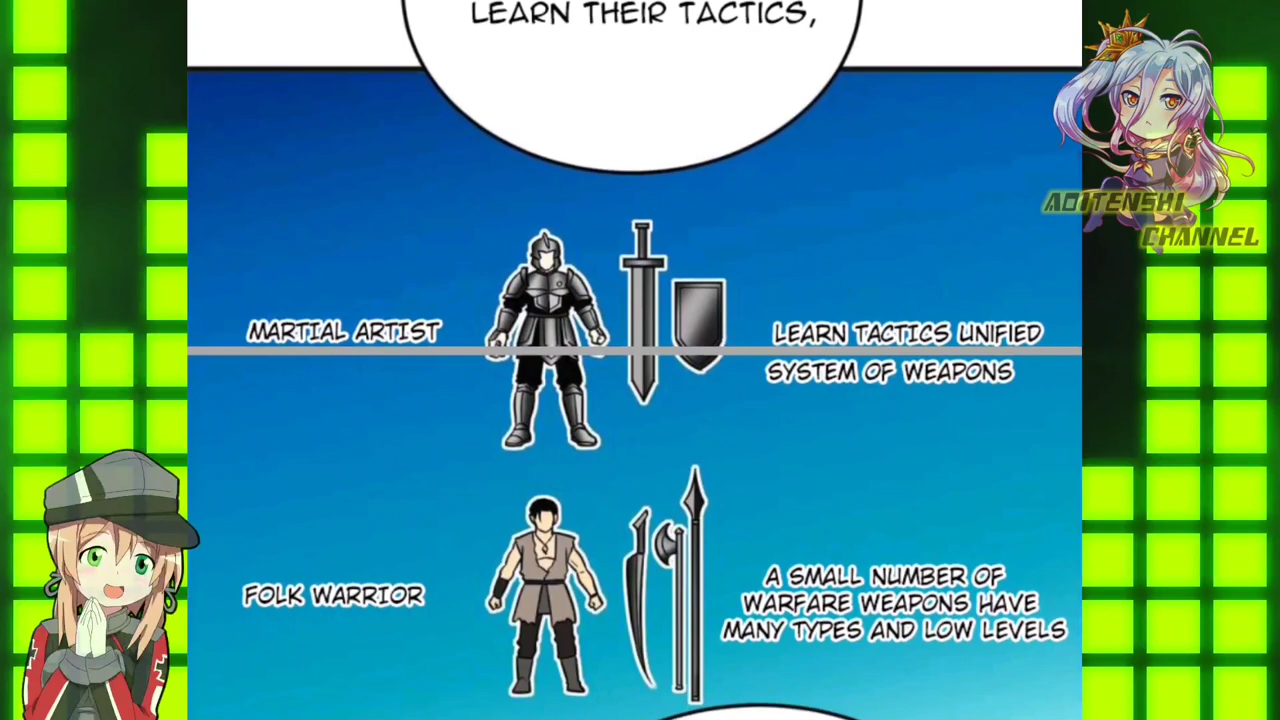 LEARN THEIR TACTICS,
AOITENSHI
CHANNEL
MARTIAL ARTIST
LEARN TACTICS UNIFIED
SYSTEM OF WEAPONS
FOLK WARRIOR
A SMALL NUMBER OF
WARFARE WEAPONS HAVE
MANY TYPES AND LOW LEVELS